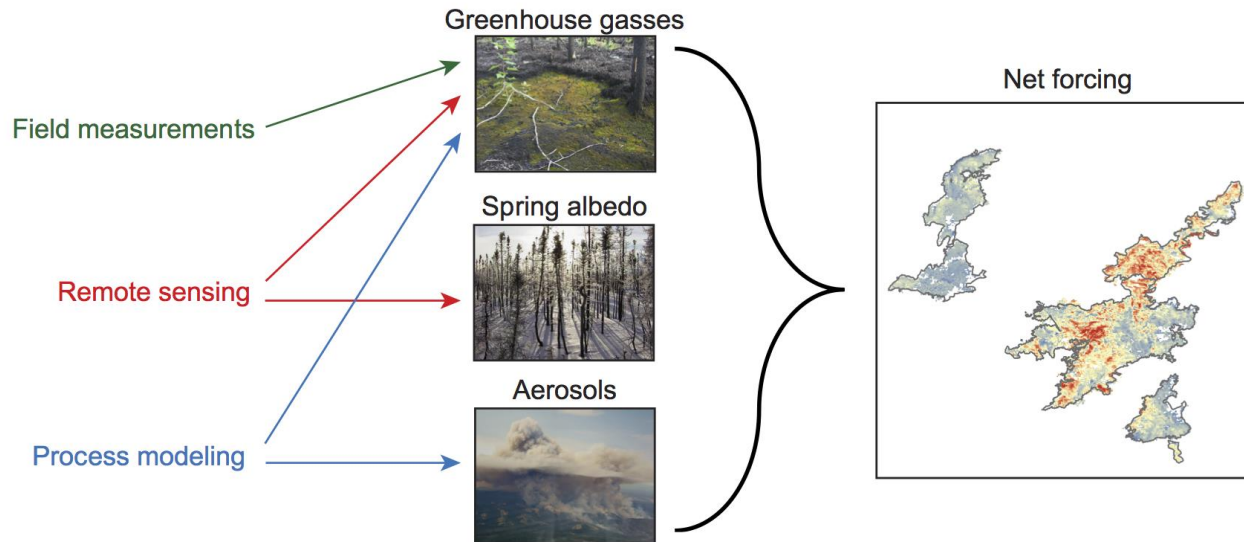 Greenhouse gasses
Net forcing
Field measurements
Spring albedo
Remote sensing
Aerosols
Process modeling